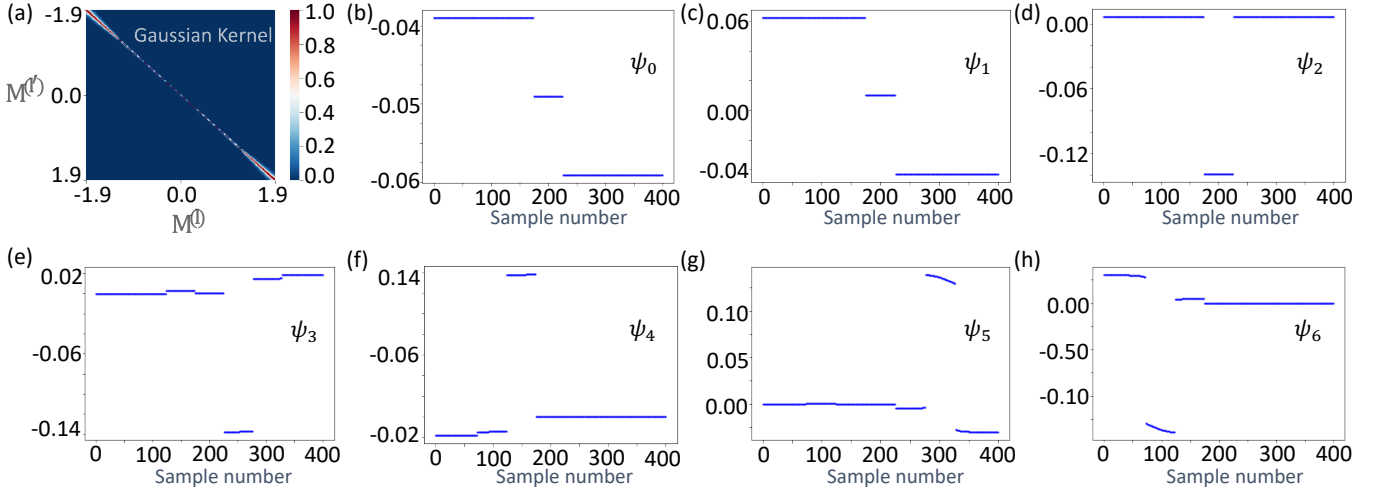 (a)
-1.9
0.0
1.9
M(l′)
Gaussian Kernel
-1.9 0.0 1.9
M(l)
1.0
0.8
0.6
0.4
0.2
0.0
(b)
-0.04
-0.05
-0.06
ψ0
0 100 200 300 400
Sample number
(c)
0.06
0.00
-0.04
ψ1
0 100 200 300 400
Sample number
(d)
0.00
-0.06
-0.12
ψ2
0 100 200 300 400
Sample number
(e)
0.02
-0.06
-0.14
ψ3
0 100 200 300 400
Sample number
(f)
0.14
-0.06
-0.02
ψ4
0 100 200 300 400
Sample number
(g)
0.10
0.05
0.00
ψ5
0 100 200 300 400
Sample number
(h)
0.00
-0.50
-0.10
ψ6
0 100 200 300 400
Sample number